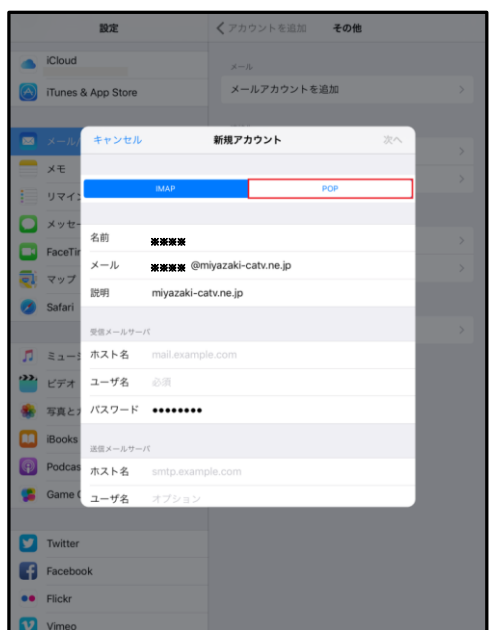 設定
アカウントを追加
その他
iCloud
iTunes & App Store
メール
メールアカウントを追加
メール/
メモ
リマイ
メッセ
FaceTi
マップ
Safari
ミュー
ビデオ
写真と
iBooks
Podcas
Game
Twitter
Facebook
Flickr
Vimeo
キャンセル
新規アカウント
次へ
IMAP
POP
名前 ※※※※
メール ※※※※ @miyazaki-catv.ne.jp
説明 miyazaki-catv.ne.jp
受信メールサーバ
ホスト名 mail.example.com
ユーザ名 必須
パスワード ●●●●●●●●
送信メールサーバ
ホスト名 smtp.example.com
ユーザ名 オプション